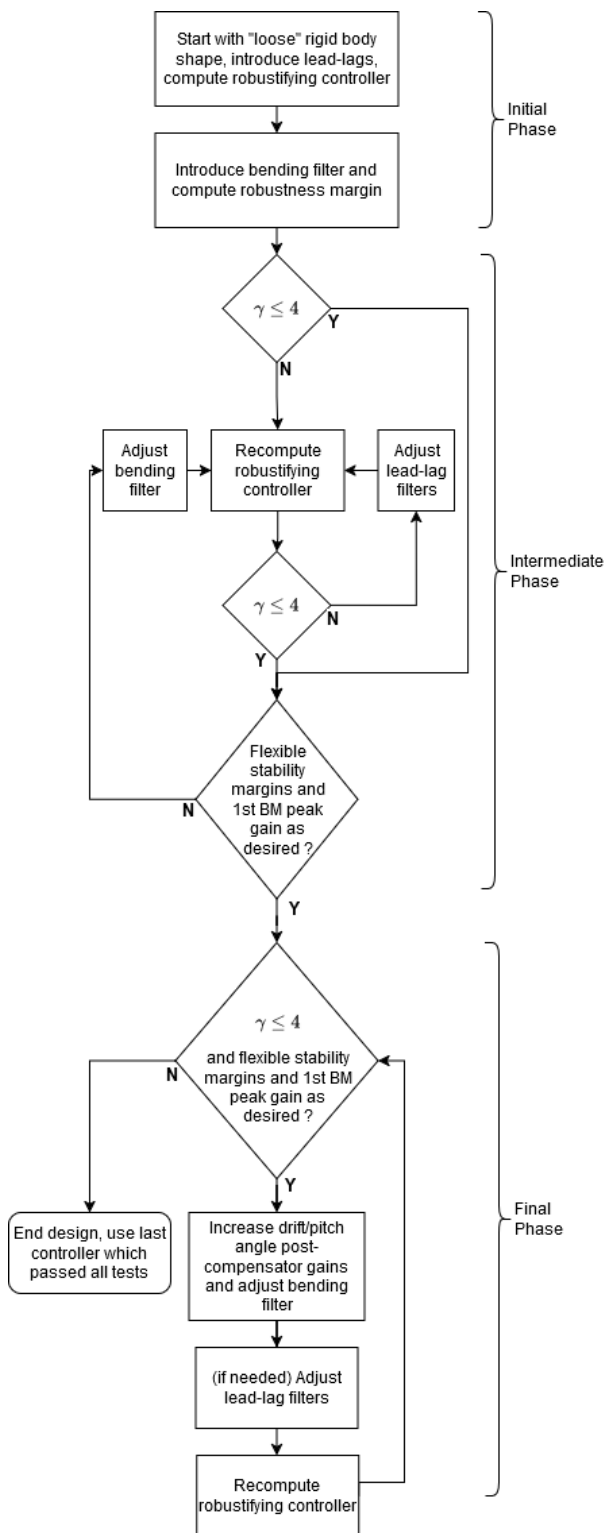 Start with "loose" rigid body
shape, introduce lead-lags,
compute robustifying controller
Initial
Phase
Introduce bending filter and
compute robustness margin
γ ≤ 4
Y
N
Adjust
bending
filter
Recompute
robustifying
controller
Adjust
lead-lag
filters
Intermediate
Phase
γ ≤ 4
N
Y
Flexible
stability
margins and
1st BM peak
gain as
desired ?
N
Y
γ ≤ 4
and flexible stability
margins and 1st BM
peak gain as
desired ?
N
Y
Final
Phase
End design, use last
controller which
passed all tests
Increase drift/pitch
angle post-
compensator gains
and adjust bending
filter
(if needed) Adjust
lead-lag filters
Recompute
robustifying controller